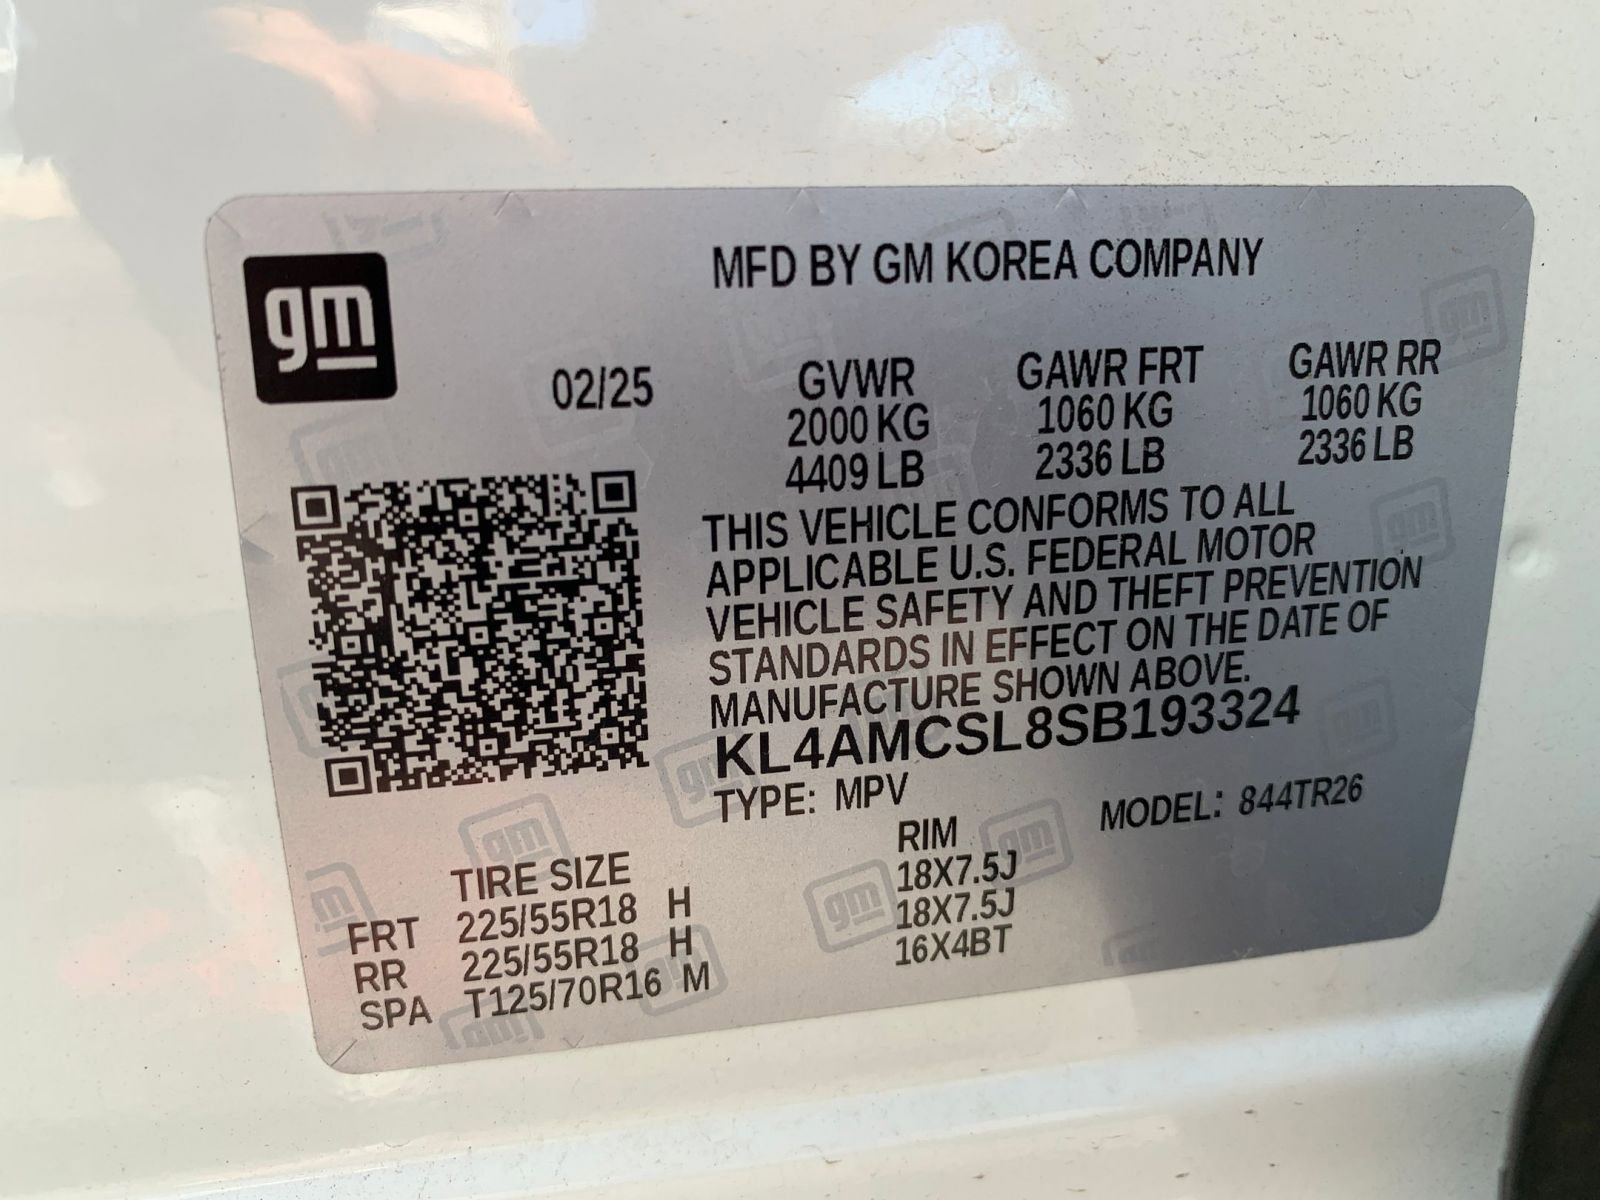 gm
MFD BY GM KOREA COMPANY
02/25 GVWR GAWR FRT GAWR RR
2000 KG 1060 KG 1060 KG
4409 LB 2336 LB 2336 LB
THIS VEHICLE CONFORMS TO ALL
APPLICABLE U.S. FEDERAL MOTOR
VEHICLE SAFETY AND THEFT PREVENTION
STANDARDS IN EFFECT ON THE DATE OF
MANUFACTURE SHOWN ABOVE.
KL4AMCSL8SB193324
TYPE: MPV MODEL: 844TR26
TIRE SIZE RIM
FRT 225/55R18 H 18X7.5J
RR 225/55R18 H 18X7.5J
SPA T125/70R16 M 16X4BT